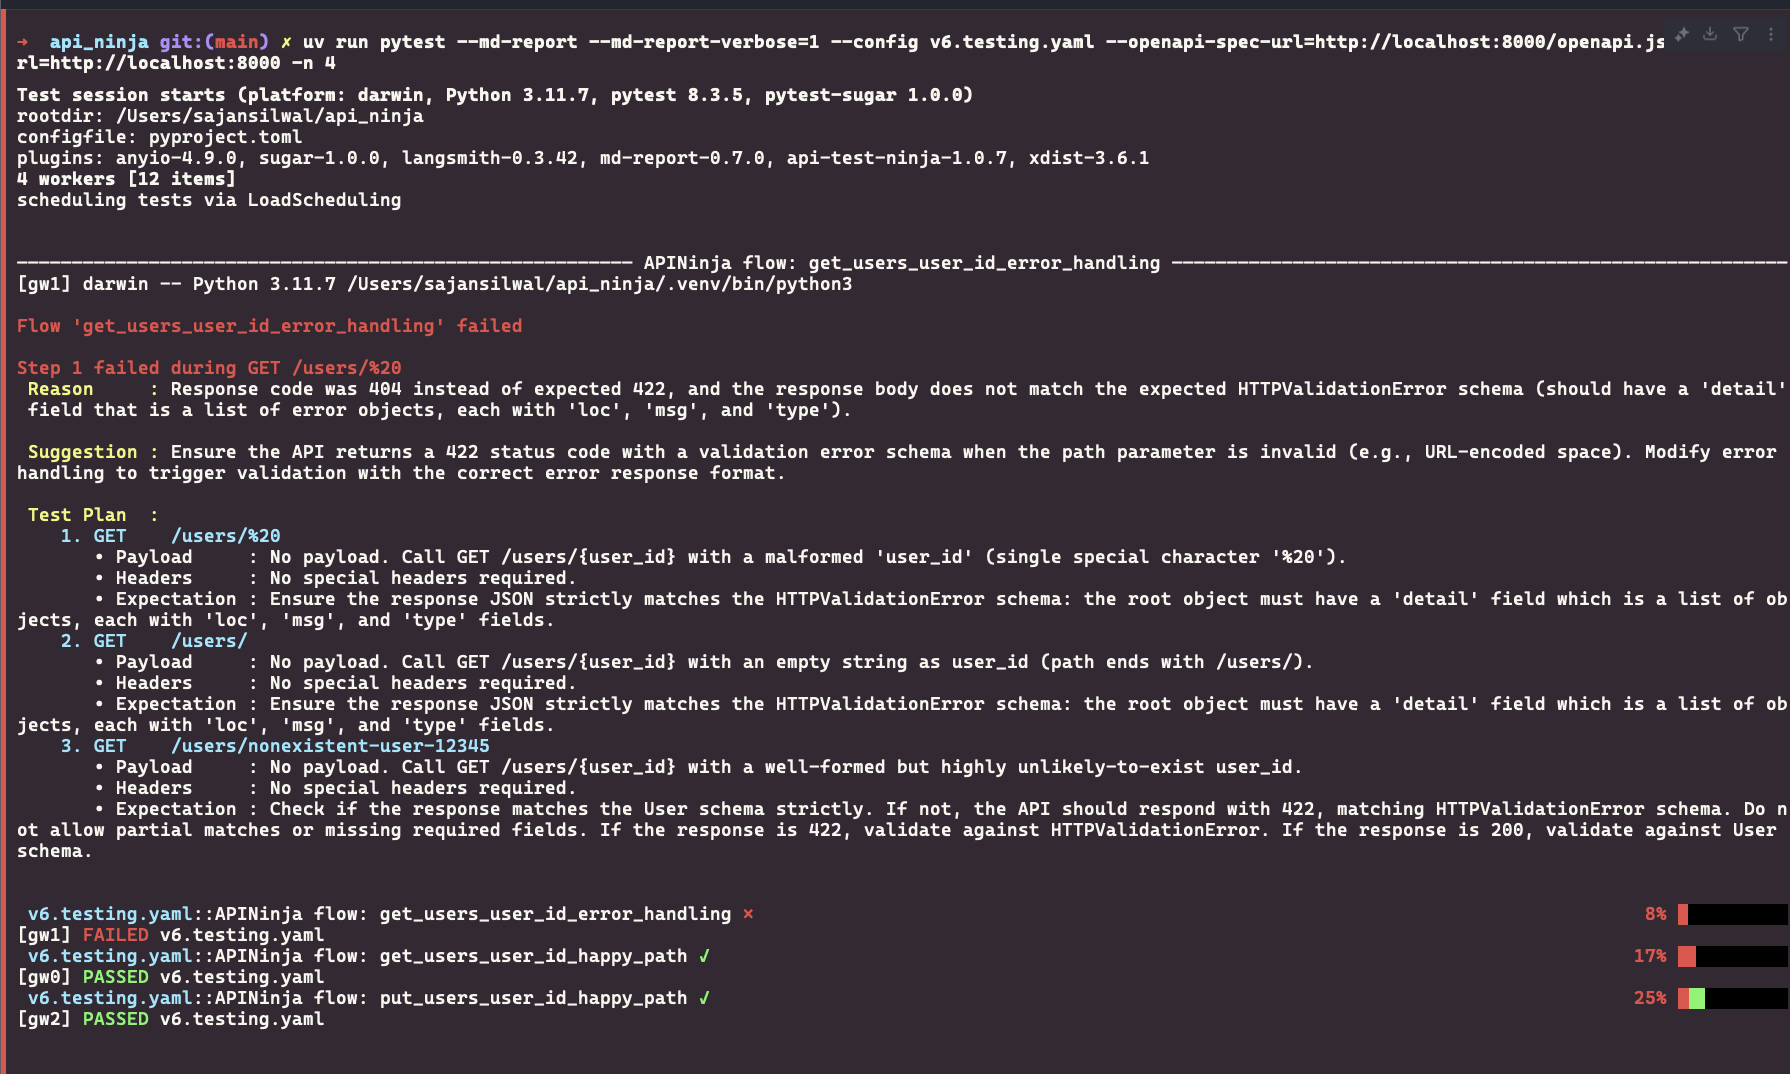 → api_ninja git:(main) ✗ uv run pytest --md-report --md-report-verbose=1 --config v6.testing.yaml --openapi-spec-url=http://localhost:8000/openapi.js
rl=http://localhost:8000 -n 4
Test session starts (platform: darwin, Python 3.11.7, pytest 8.3.5, pytest-sugar 1.0.0)
rootdir: /Users/sajansilwal/api_ninja
configfile: pyproject.toml
plugins: anyio-4.9.0, sugar-1.0.0, langsmith-0.3.42, md-report-0.7.0, api-test-ninja-1.0.7, xdist-3.6.1
4 workers [12 items]
scheduling tests via LoadScheduling
APINinja flow: get_users_user_id_error_handling
[gw1] darwin -- Python 3.11.7 /Users/sajansilwal/api_ninja/.venv/bin/python3
Flow 'get_users_user_id_error_handling' failed
Step 1 failed during GET /users/%20
Reason : Response code was 404 instead of expected 422, and the response body does not match the expected HTTPValidationError schema (should have a 'detail'
field that is a list of error objects, each with 'loc', 'msg', and 'type').
Suggestion : Ensure the API returns a 422 status code with a validation error schema when the path parameter is invalid (e.g., URL-encoded space). Modify error
handling to trigger validation with the correct error response format.
Test Plan :
1. GET /users/%20
• Payload : No payload. Call GET /users/{user_id} with a malformed 'user_id' (single special character '%20').
• Headers : No special headers required.
• Expectation : Ensure the response JSON strictly matches the HTTPValidationError schema: the root object must have a 'detail' field which is a list of ob
jects, each with 'loc', 'msg', and 'type' fields.
2. GET /users/
• Payload : No payload. Call GET /users/{user_id} with an empty string as user_id (path ends with /users/).
• Headers : No special headers required.
• Expectation : Ensure the response JSON strictly matches the HTTPValidationError schema: the root object must have a 'detail' field which is a list of ob
jects, each with 'loc', 'msg', and 'type' fields.
3. GET /users/nonexistent-user-12345
• Payload : No payload. Call GET /users/{user_id} with a well-formed but highly unlikely-to-exist user_id.
• Headers : No special headers required.
• Expectation : Check if the response matches the User schema strictly. If not, the API should respond with 422, matching HTTPValidationError schema. Do n
ot allow partial matches or missing required fields. If the response is 422, validate against HTTPValidationError. If the response is 200, validate against User
schema.
v6.testing.yaml::APINinja flow: get_users_user_id_error_handling ✗ 8%
[gw1] FAILED v6.testing.yaml
v6.testing.yaml::APINinja flow: get_users_user_id_happy_path ✓ 17%
[gw0] PASSED v6.testing.yaml
v6.testing.yaml::APINinja flow: put_users_user_id_happy_path ✓ 25%
[gw2] PASSED v6.testing.yaml